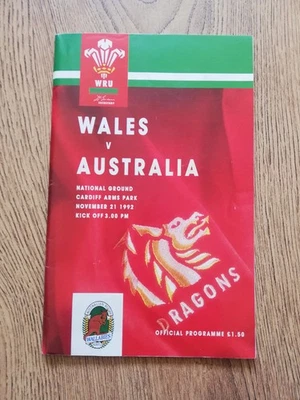 WRU
WALES
V
AUSTRALIA
NATIONAL GROUND
CARDIFF ARMS PARK
NOVEMBER 21 1992
KICK OFF 3.00 PM
DRAGONS
WALLABIES
OFFICIAL PROGRAMME £1.50